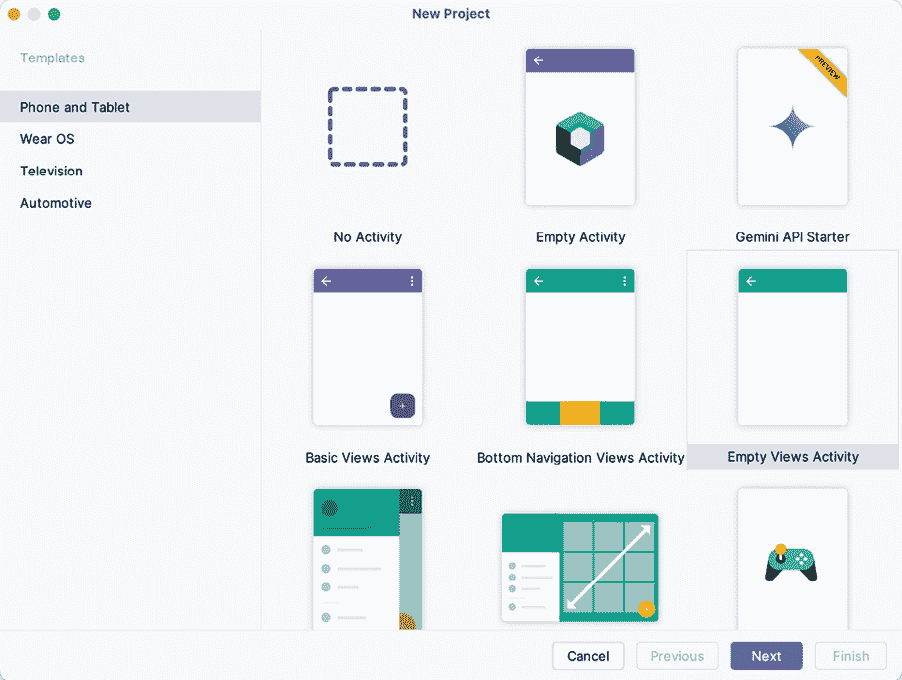 New Project
Templates
Phone and Tablet
Wear OS
Television
Automotive
PREVIEW
No Activity
Empty Activity
Gemini API Starter
Basic Views Activity
Bottom Navigation Views Activity
Empty Views Activity
Cancel
Previous
Next
Finish